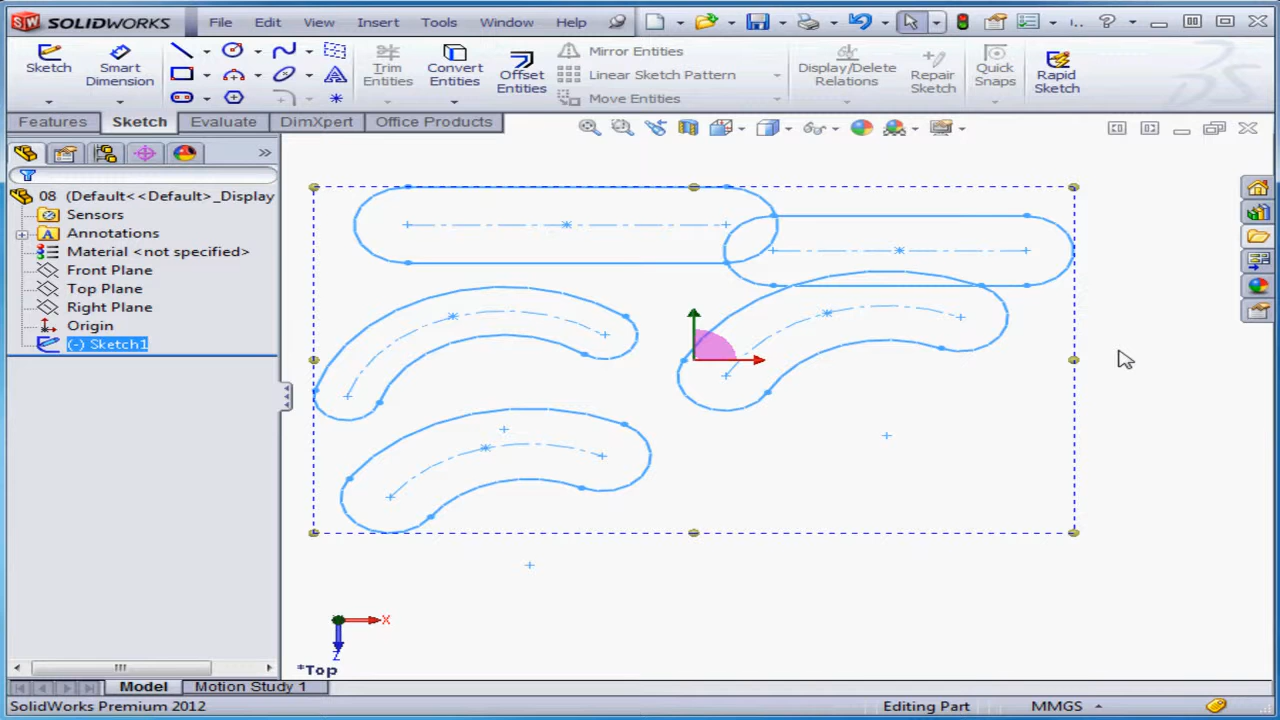 SW SOLIDWORKS File Edit View Insert Tools Window Help ?
Sketch Smart Dimension Trim Entities Convert Entities Offset Entities Mirror Entities Linear Sketch Pattern Move Entities Display/Delete Relations Repair Sketch Quick Snaps Rapid Sketch
Features Sketch Evaluate DimXpert Office Products
08 (Default<<Default>_Display
Sensors
A Annotations
Material <not specified>
Front Plane
Top Plane
Right Plane
Origin
(-) Sketch1
X
Z
*Top
Model Motion Study 1
SolidWorks Premium 2012 Editing Part MMGS